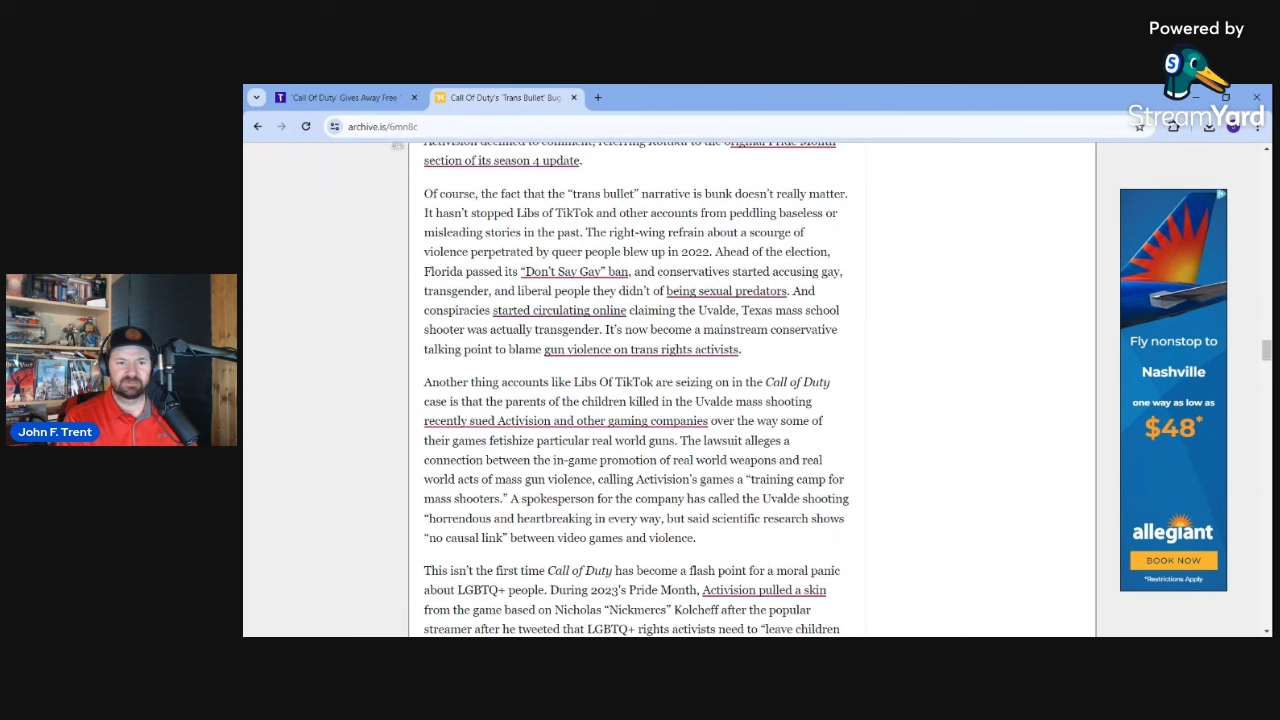 Powered by
S
StreamYard
'Call Of Duty' Gives Away Free
Call Of Duty's 'Trans Bullet' Bug
archive.is/6mn8c
40%
Activision declined to comment, referring Kotaku to the original Pride Month
section of its season 4 update.
Of course, the fact that the “trans bullet” narrative is bunk doesn’t really matter.
It hasn’t stopped Libs of TikTok and other accounts from peddling baseless or
misleading stories in the past. The right-wing refrain about a scourge of
violence perpetrated by queer people blew up in 2022. Ahead of the election,
Florida passed its “Don’t Say Gay” ban, and conservatives started accusing gay,
transgender, and liberal people they didn’t of being sexual predators. And
conspiracies started circulating online claiming the Uvalde, Texas mass school
shooter was actually transgender. It’s now become a mainstream conservative
talking point to blame gun violence on trans rights activists.
Another thing accounts like Libs Of TikTok are seizing on in the Call of Duty
case is that the parents of the children killed in the Uvalde mass shooting
recently sued Activision and other gaming companies over the way some of
their games fetishize particular real world guns. The lawsuit alleges a
connection between the in-game promotion of real world weapons and real
world acts of mass gun violence, calling Activision’s games a “training camp for
mass shooters.” A spokesperson for the company has called the Uvalde shooting
“horrendous and heartbreaking in every way, but said scientific research shows
“no causal link” between video games and violence.
This isn’t the first time Call of Duty has become a flash point for a moral panic
about LGBTQ+ people. During 2023’s Pride Month, Activision pulled a skin
from the game based on Nicholas “Nickmercs” Kolcheff after the popular
streamer after he tweeted that LGBTQ+ rights activists need to “leave children
John F. Trent
Fly nonstop to
Nashville
one way as low as
$48*
allegiant
BOOK NOW
*Restrictions Apply